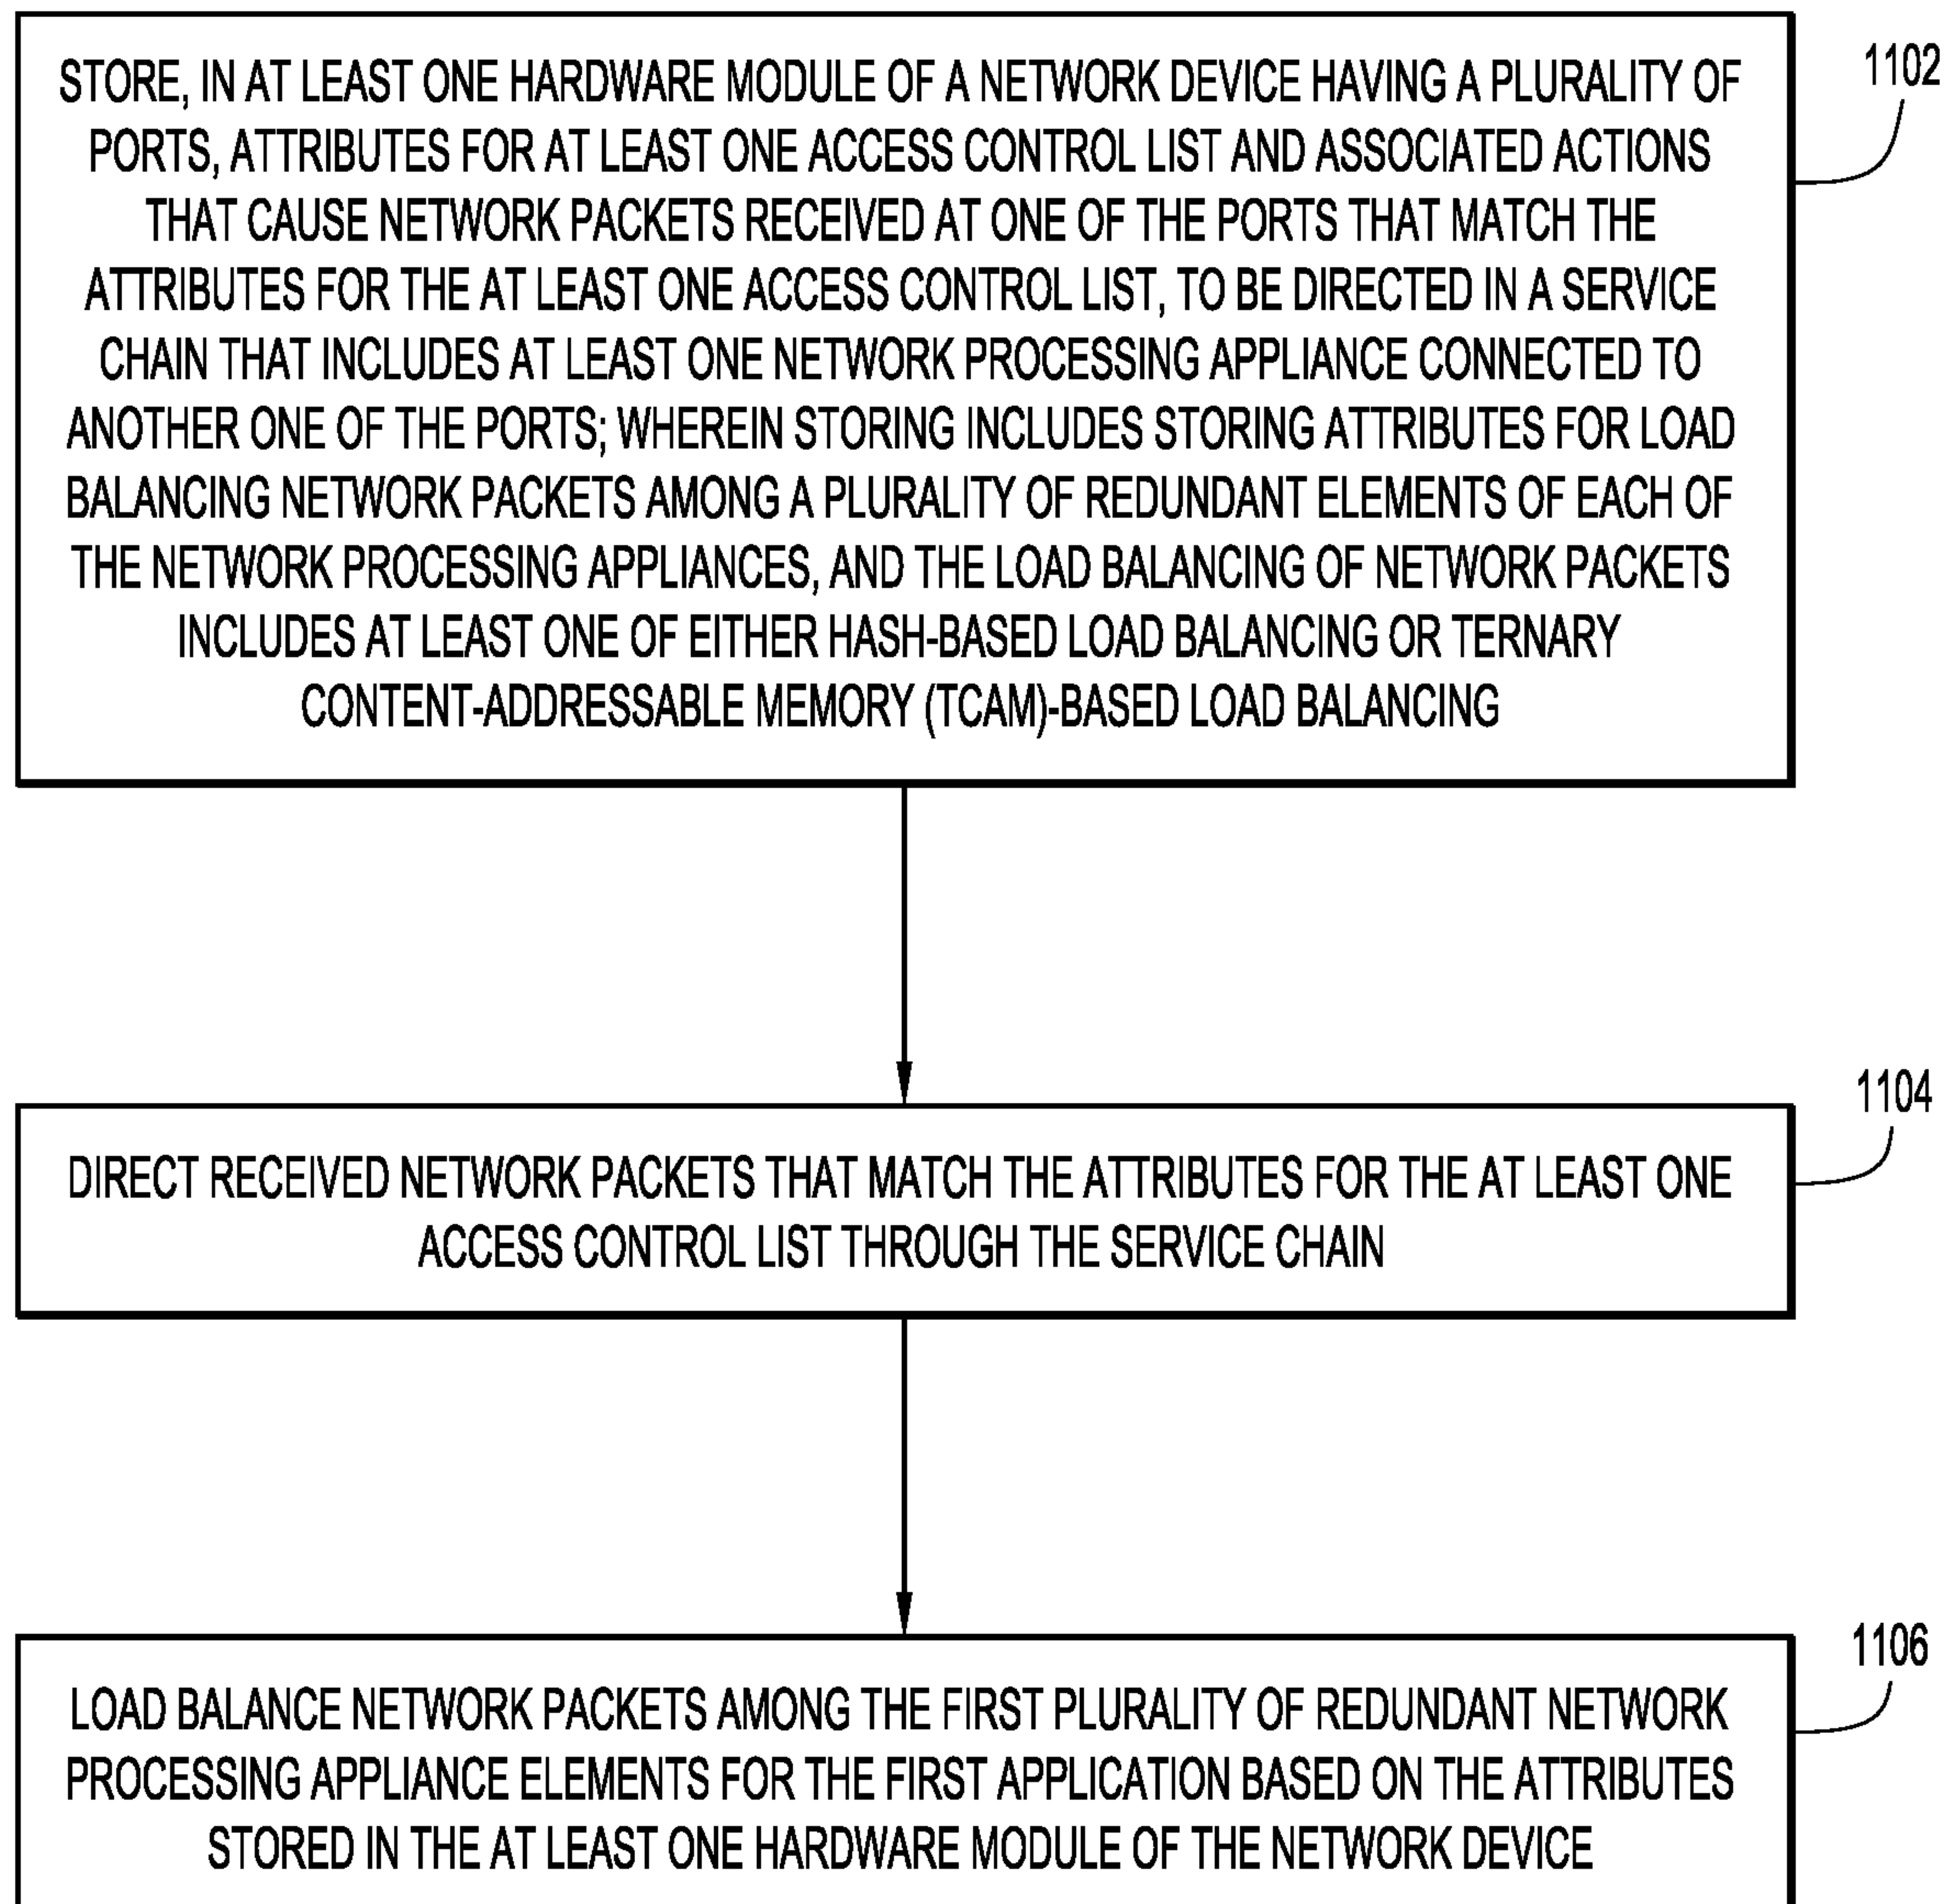 STORE, IN AT LEAST ONE HARDWARE MODULE OF A NETWORK DEVICE HAVING A PLURALITY OF
PORTS, ATTRIBUTES FOR AT LEAST ONE ACCESS CONTROL LIST AND ASSOCIATED ACTIONS
THAT CAUSE NETWORK PACKETS RECEIVED AT ONE OF THE PORTS THAT MATCH THE
ATTRIBUTES FOR THE AT LEAST ONE ACCESS CONTROL LIST, TO BE DIRECTED IN A SERVICE
CHAIN THAT INCLUDES AT LEAST ONE NETWORK PROCESSING APPLIANCE CONNECTED TO
ANOTHER ONE OF THE PORTS; WHEREIN STORING INCLUDES STORING ATTRIBUTES FOR LOAD
BALANCING NETWORK PACKETS AMONG A PLURALITY OF REDUNDANT ELEMENTS OF EACH OF
THE NETWORK PROCESSING APPLIANCES, AND THE LOAD BALANCING OF NETWORK PACKETS
INCLUDES AT LEAST ONE OF EITHER HASH-BASED LOAD BALANCING OR TERNARY
CONTENT-ADDRESSABLE MEMORY (TCAM)-BASED LOAD BALANCING
1102
DIRECT RECEIVED NETWORK PACKETS THAT MATCH THE ATTRIBUTES FOR THE AT LEAST ONE
ACCESS CONTROL LIST THROUGH THE SERVICE CHAIN
1104
LOAD BALANCE NETWORK PACKETS AMONG THE FIRST PLURALITY OF REDUNDANT NETWORK
PROCESSING APPLIANCE ELEMENTS FOR THE FIRST APPLICATION BASED ON THE ATTRIBUTES
STORED IN THE AT LEAST ONE HARDWARE MODULE OF THE NETWORK DEVICE
1106